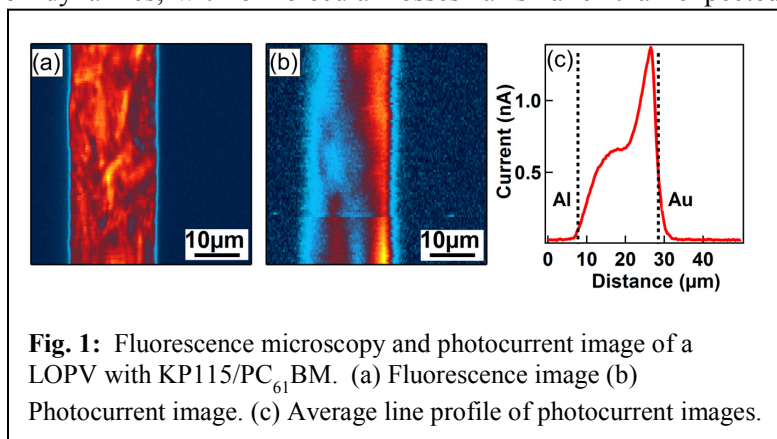 (a)
(b)
(c)
10µm
10µm
Current (nA)
1.0
0.5
Al
Au
0 10 20 30 40
Distance (µm)
Fig. 1: Fluorescence microscopy and photocurrent image of a
LOPV with KP115/PC61BM. (a) Fluorescence image (b)
Photocurrent image. (c) Average line profile of photocurrent images.